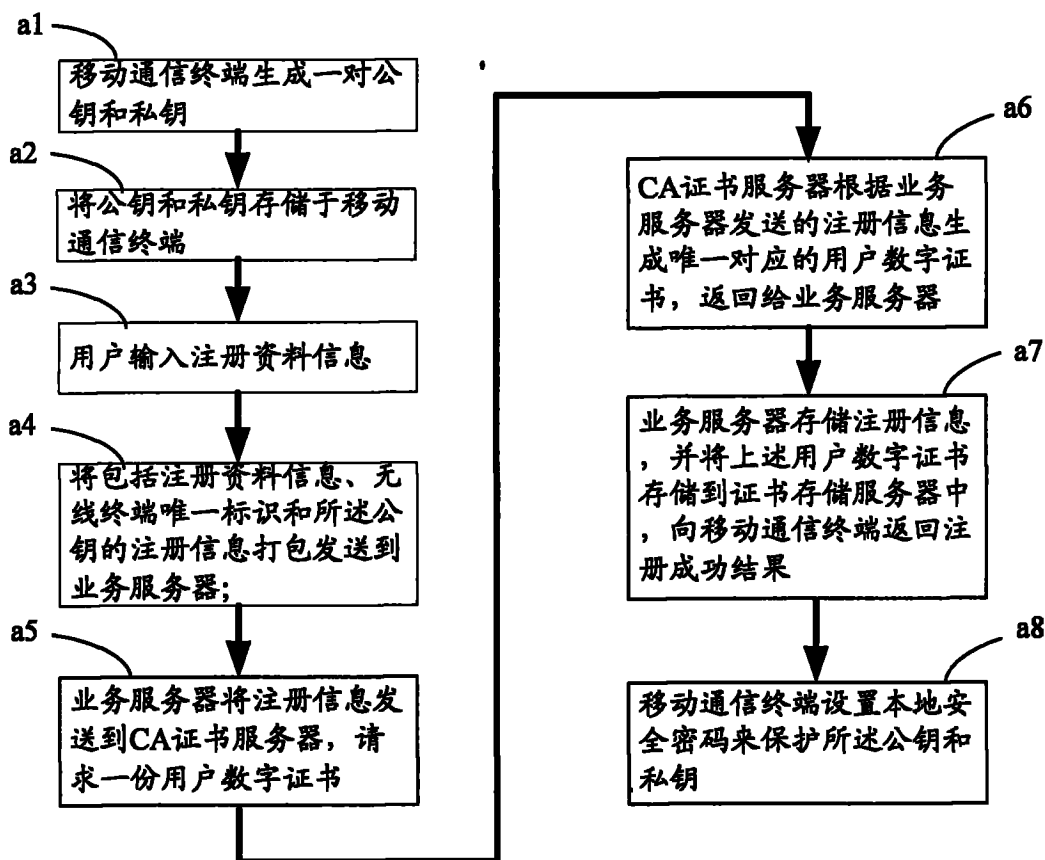 a1
移动通信终端生成一对公
钥和私钥
a2
将公钥和私钥存储于移动
通信终端
a3
用户输入注册资料信息
a4
将包括注册资料信息、无
线终端唯一标识和所述公
钥的注册信息打包发送到
业务服务器;
a5
业务服务器将注册信息发
送到CA证书服务器，请
求一份用户数字证书
a6
CA证书服务器根据业务
服务器发送的注册信息生
成唯一对应的用户数字证
书，返回给业务服务器
a7
业务服务器存储注册信息
，并将上述用户数字证书
存储到证书存储服务器中
，向移动通信终端返回注
册成功结果
a8
移动通信终端设置本地安
全密码来保护所述公钥和
私钥